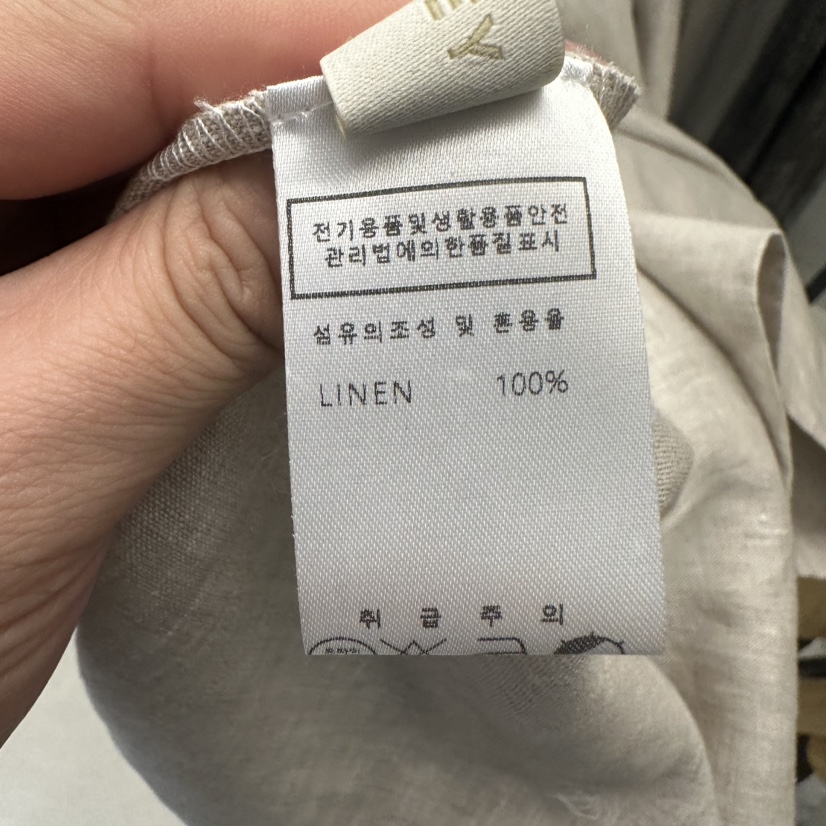 EY
전기용품및생활용품안전
관리법에의한품질표시
섬유의조성 및 혼용율
LINEN 100%
취 급 주 의